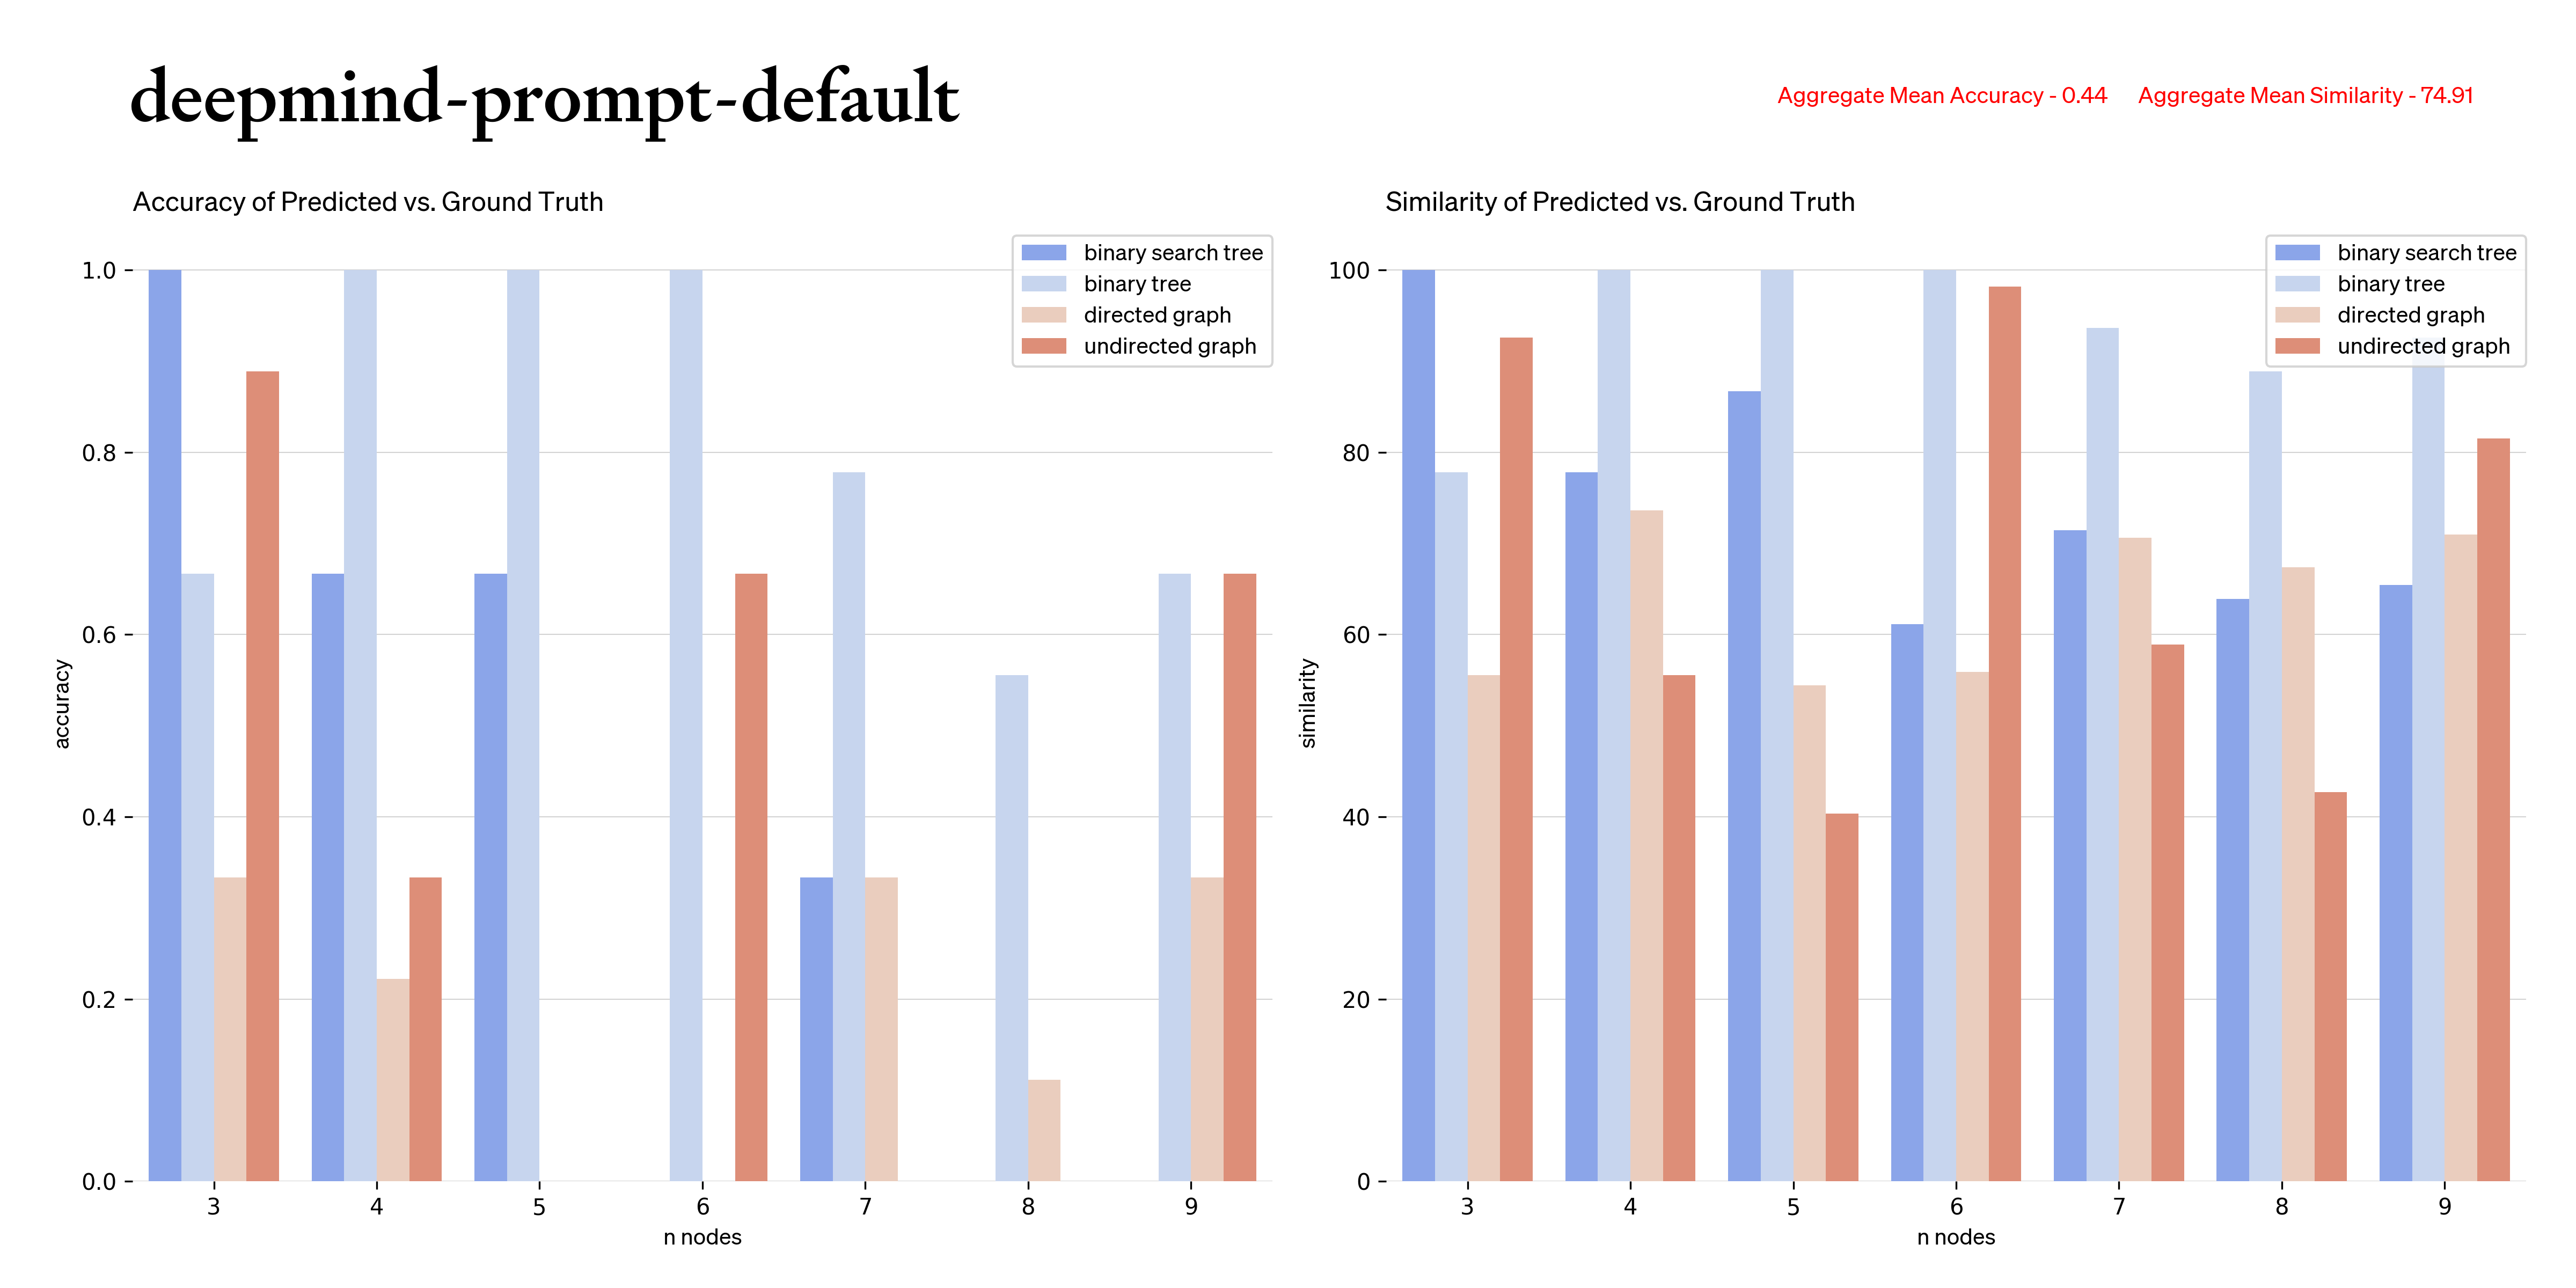 deepmind-prompt-default
Aggregate Mean Accuracy - 0.44
Aggregate Mean Similarity - 74.91
Accuracy of Predicted vs. Ground Truth
binary search tree
binary tree
directed graph
undirected graph
1.0
0.8
0.6
0.4
0.2
0.0
accuracy
3 4 5 6 7 8 9
n nodes
Similarity of Predicted vs. Ground Truth
binary search tree
binary tree
directed graph
undirected graph
100
80
60
40
20
0
similarity
3 4 5 6 7 8 9
n nodes